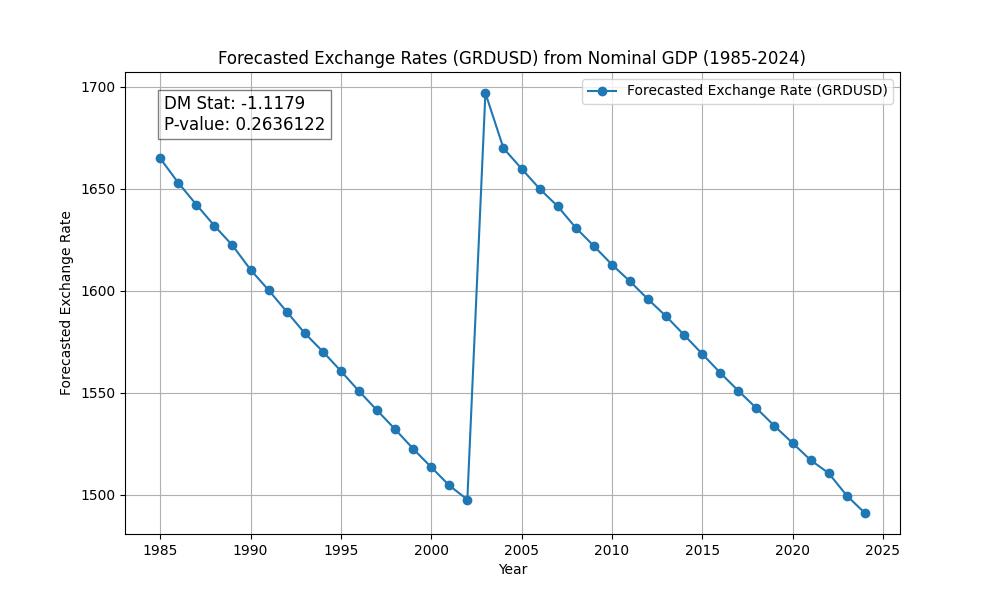 Forecasted Exchange Rates (GRDUSD) from Nominal GDP (1985-2024)
DM Stat: -1.1179
P-value: 0.2636122
Forecasted Exchange Rate (GRDUSD)
Forecasted Exchange Rate
1700
1650
1600
1550
1500
1985 1990 1995 2000 2005 2010 2015 2020 2025
Year